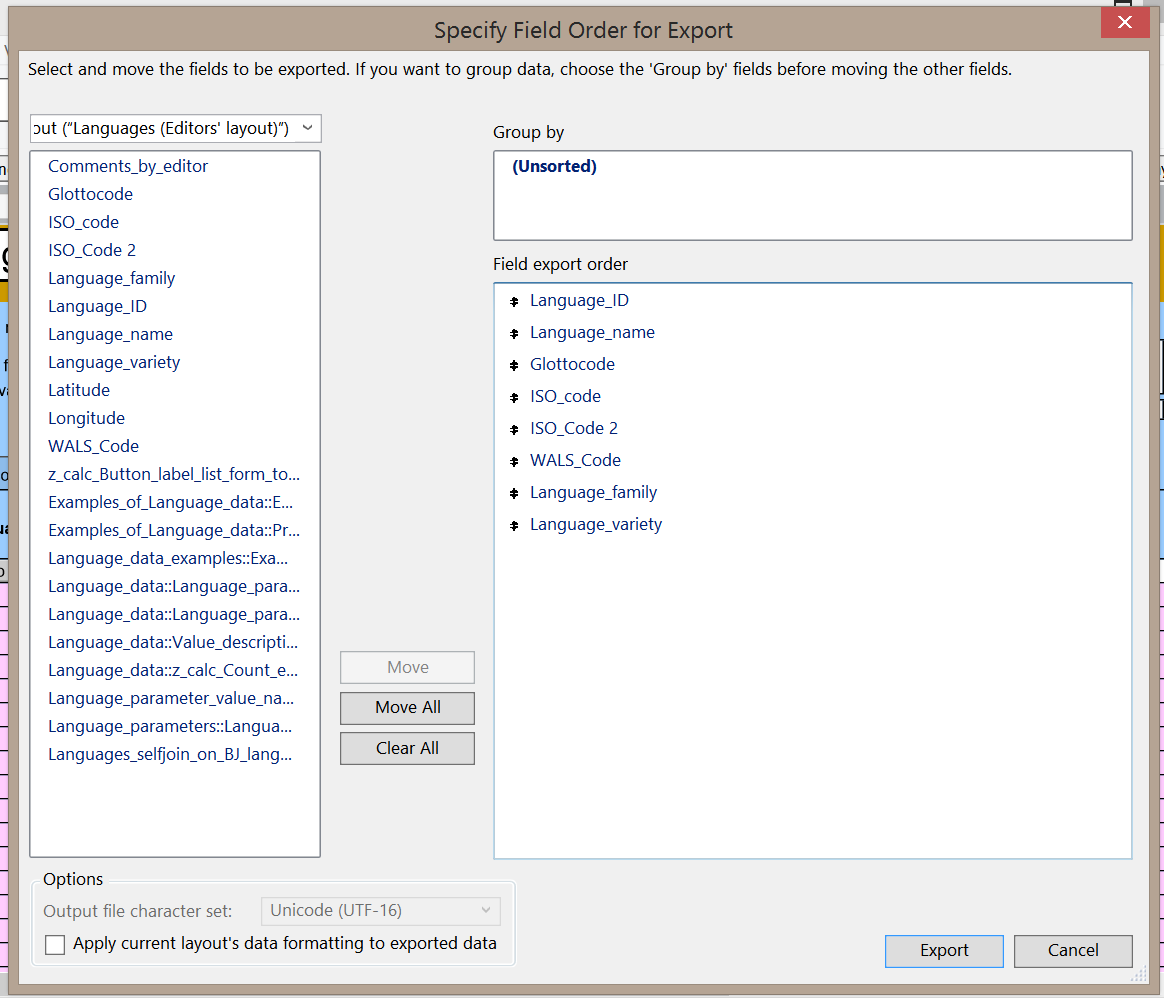 Specify Field Order for Export
Select and move the fields to be exported. If you want to group data, choose the 'Group by' fields before moving the other fields.
out (“Languages (Editors' layout)”)
Comments_by_editor
Glottocode
ISO_code
ISO_Code 2
Language_family
Language_ID
Language_name
Language_variety
Latitude
Longitude
WALS_Code
z_calc_Button_label_list_form_to...
Examples_of_Language_data::E...
Examples_of_Language_data::Pr...
Language_data_examples::Exa...
Language_data::Language_para...
Language_data::Language_para...
Language_data::Value_descripti...
Language_data::z_calc_Count_e...
Language_parameter_value_na...
Language_parameters::Langua...
Languages_selfjoin_on_BJ_lang...
Move
Move All
Clear All
Group by
(Unsorted)
Field export order
Language_ID
Language_name
Glottocode
ISO_code
ISO_Code 2
WALS_Code
Language_family
Language_variety
Options
Output file character set:
Unicode (UTF-16)
Apply current layout's data formatting to exported data
Export
Cancel